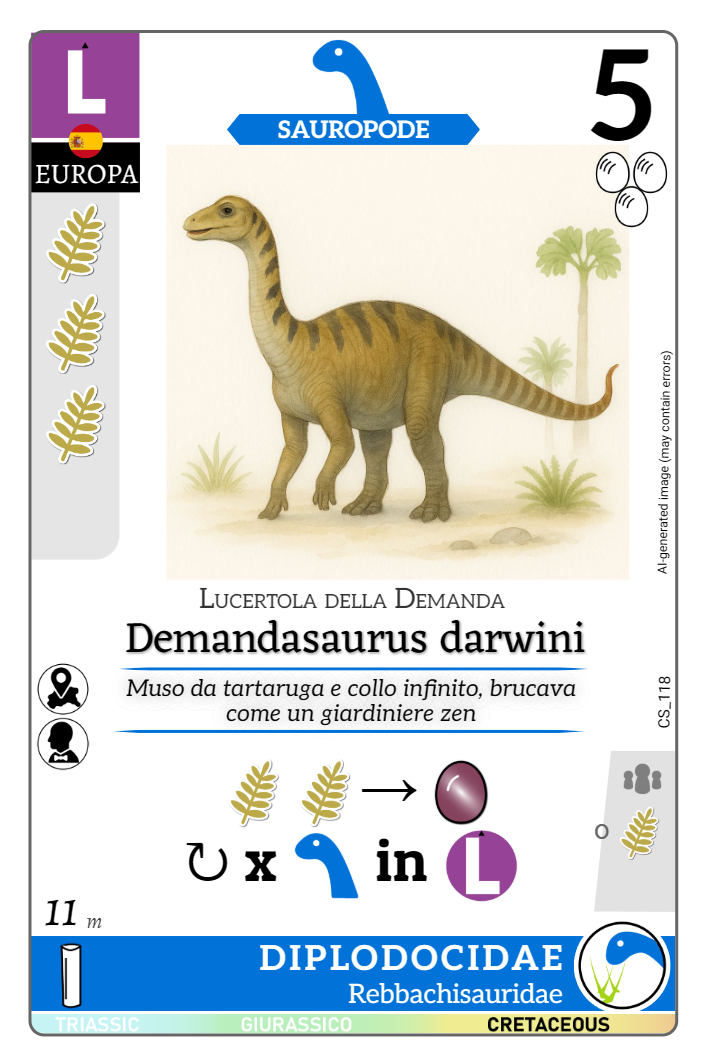 L
SAUROPODE
5
EUROPA
AI-generated image (may contain errors)
LUCERTOLA DELLA DEMANDA
Demandasaurus darwini
Muso da tartaruga e collo infinito, brucava
come un giardiniere zen
CS_118
→
o
↻ x in L
11 m
DIPLODOCIDAE
Rebbachisauridae
TRIASSIC GIURASSICO CRETACEOUS